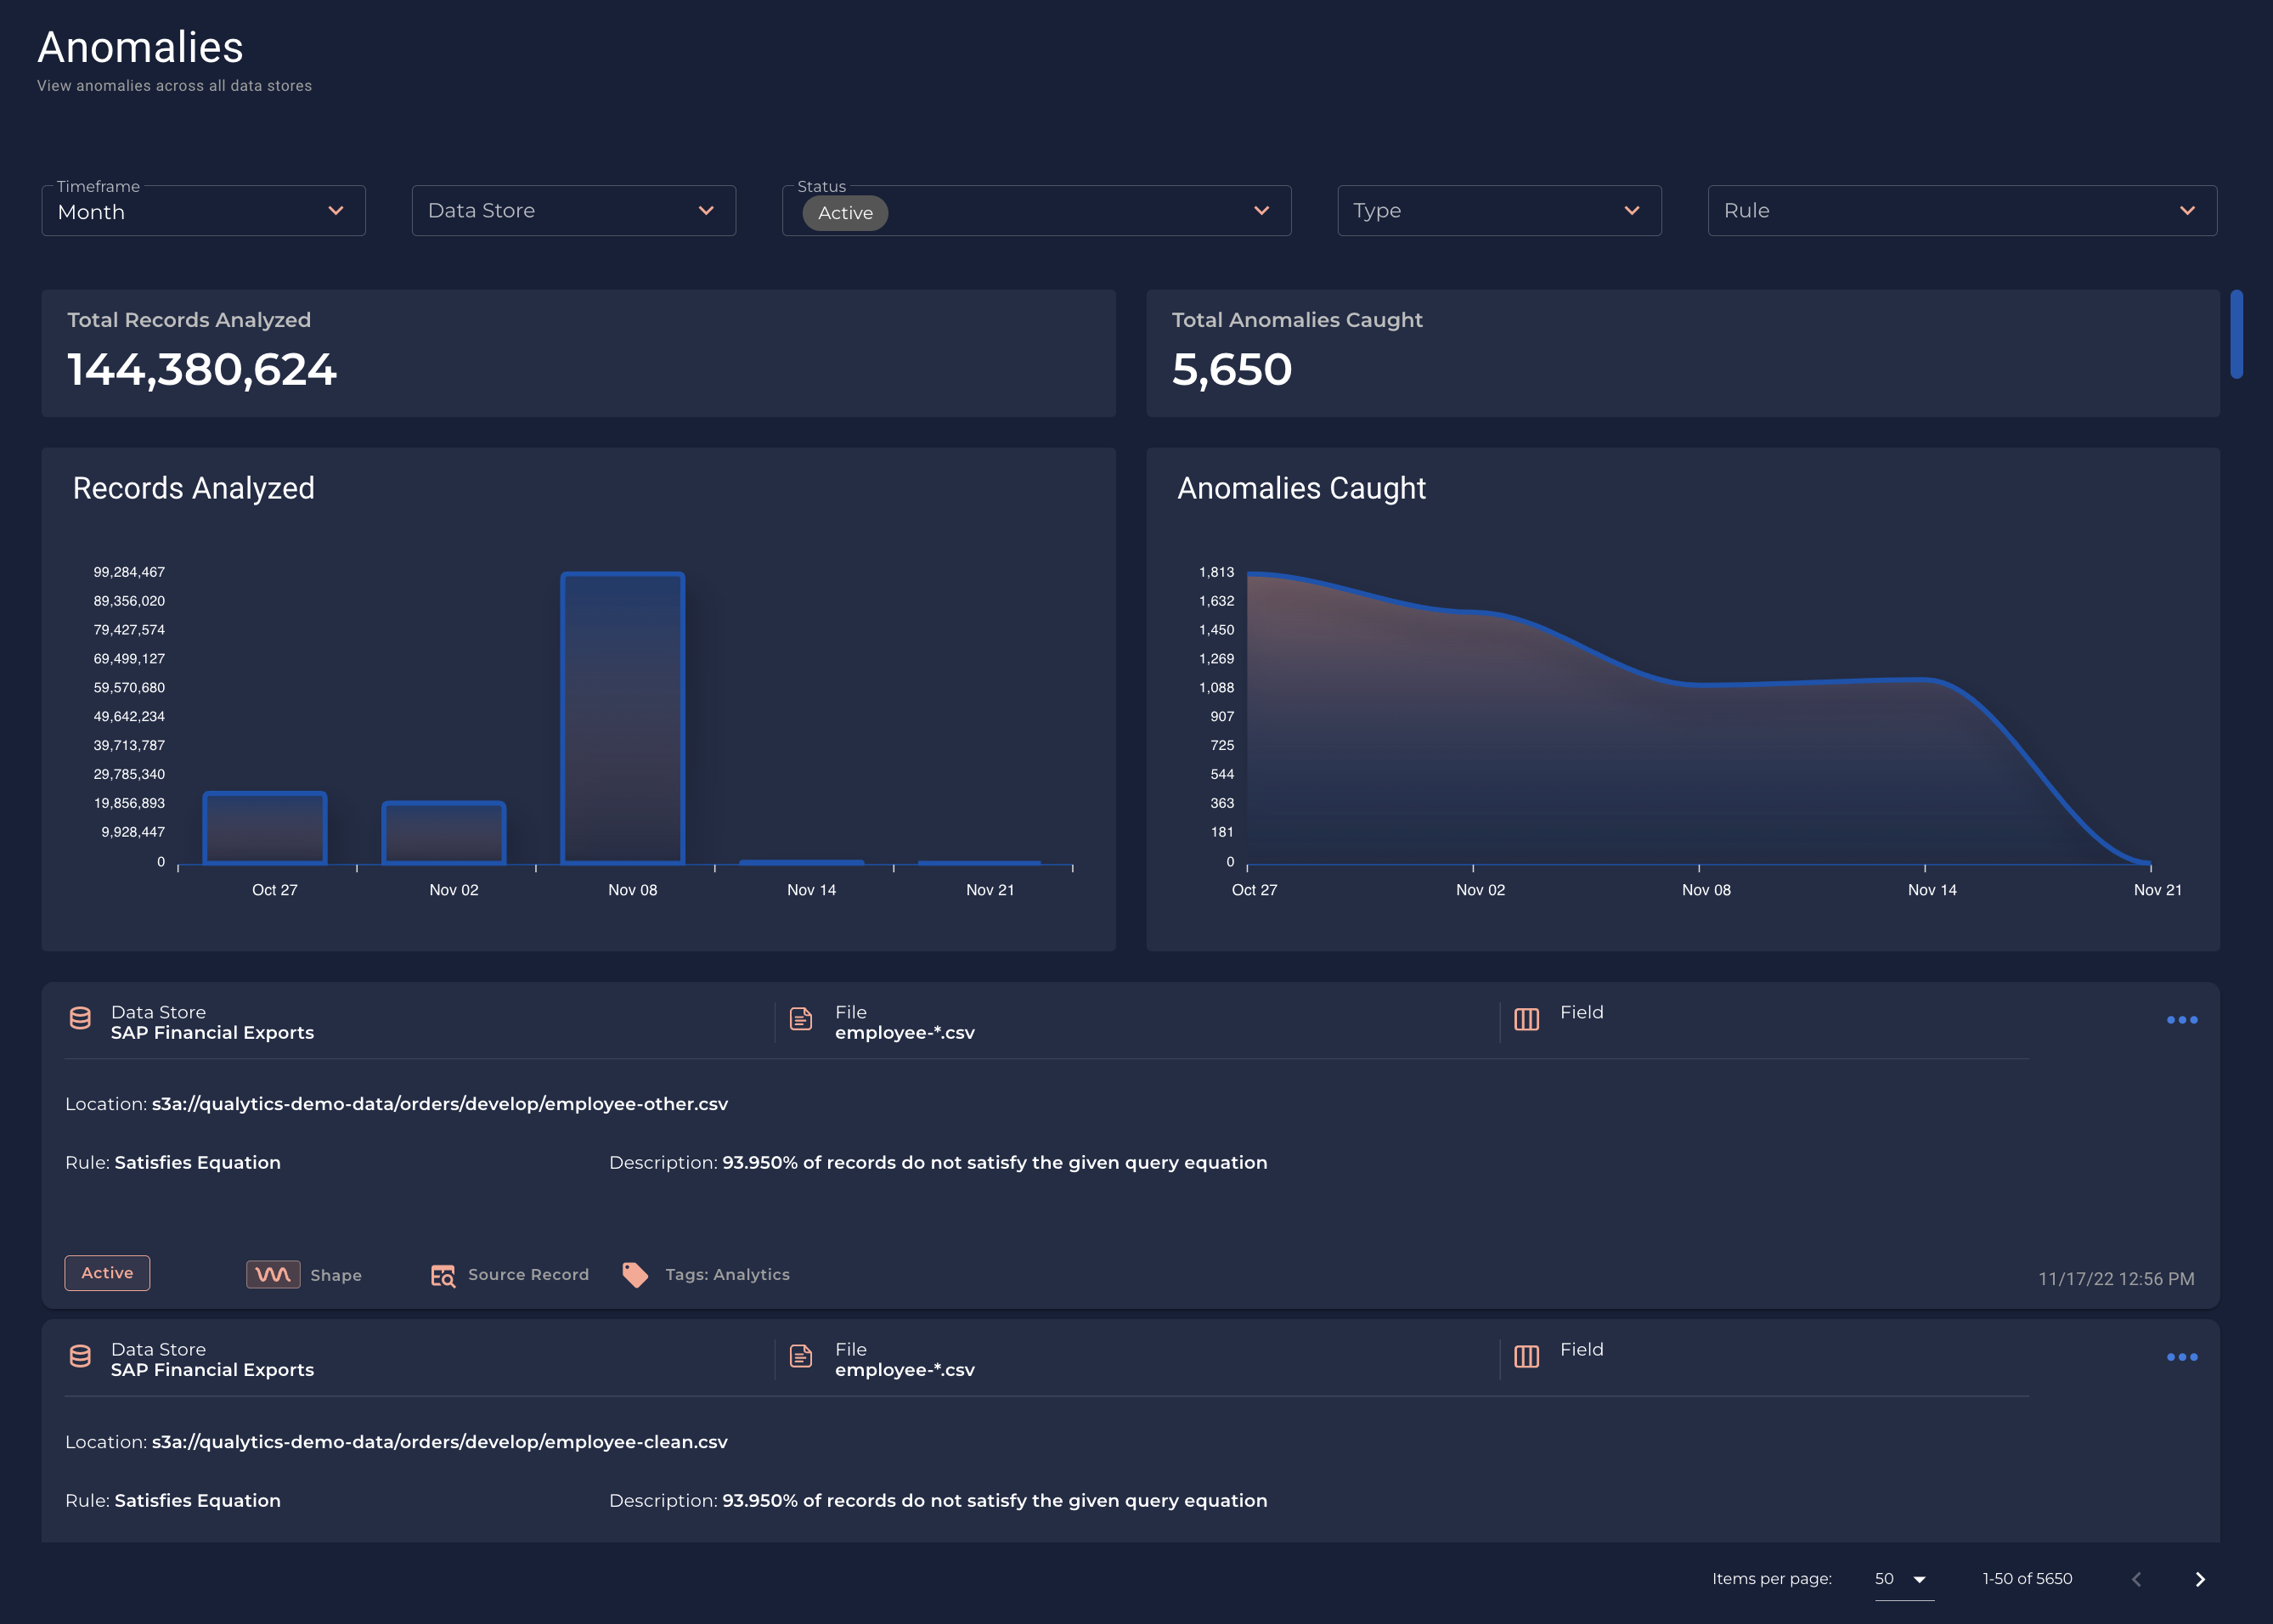 Anomalies
View anomalies across all data stores
Timeframe
Month
Data Store
Status
Active
Type
Rule
Total Records Analyzed
144,380,624
Total Anomalies Caught
5,650
Records Analyzed
99,284,467
89,356,020
79,427,574
69,499,127
59,570,680
49,642,234
39,713,787
29,785,340
19,856,893
9,928,447
0
Oct 27 Nov 02 Nov 08 Nov 14 Nov 21
Anomalies Caught
1,813
1,632
1,450
1,269
1,088
907
725
544
363
181
0
Oct 27 Nov 02 Nov 08 Nov 14 Nov 21
Data Store
SAP Financial Exports
File
employee-*.csv
Field
Location: s3a://qualytics-demo-data/orders/develop/employee-other.csv
Rule: Satisfies Equation Description: 93.950% of records do not satisfy the given query equation
Active Shape Source Record Tags: Analytics 11/17/22 12:56 PM
Data Store
SAP Financial Exports
File
employee-*.csv
Field
Location: s3a://qualytics-demo-data/orders/develop/employee-clean.csv
Rule: Satisfies Equation Description: 93.950% of records do not satisfy the given query equation
Items per page: 50 1-50 of 5650